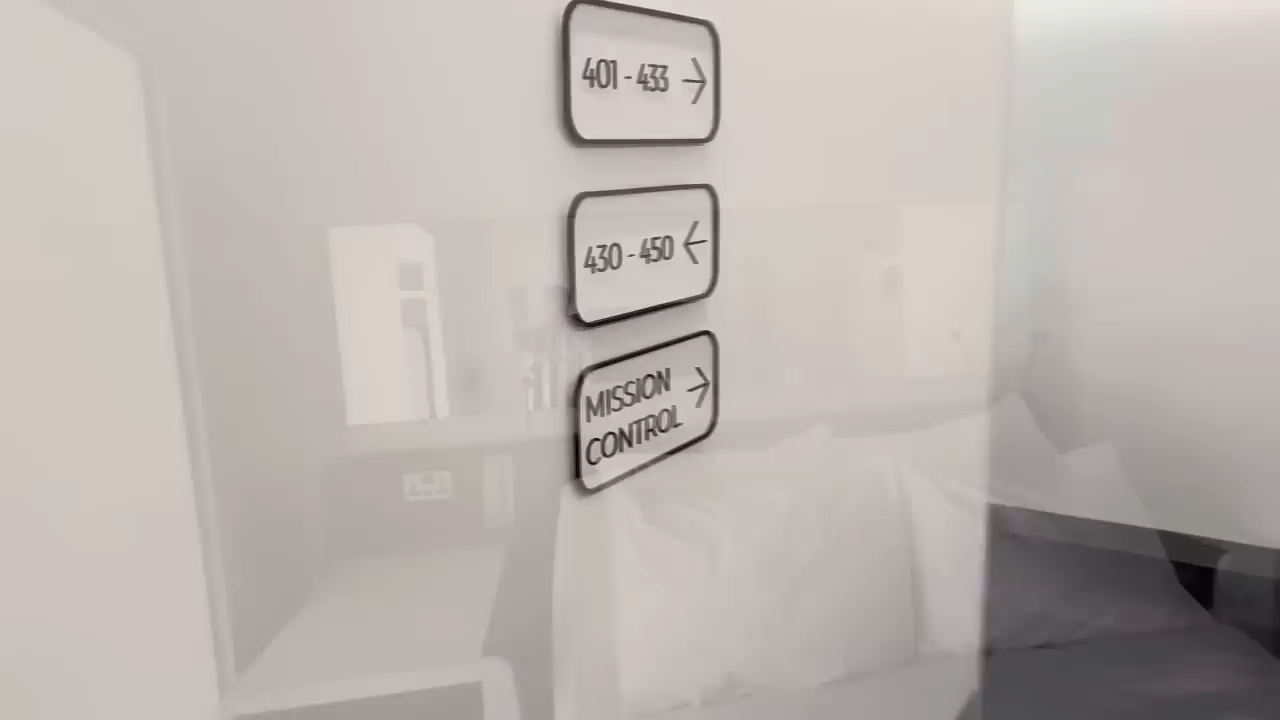 401 - 433 →
430 - 450 ←
MISSION →
CONTROL